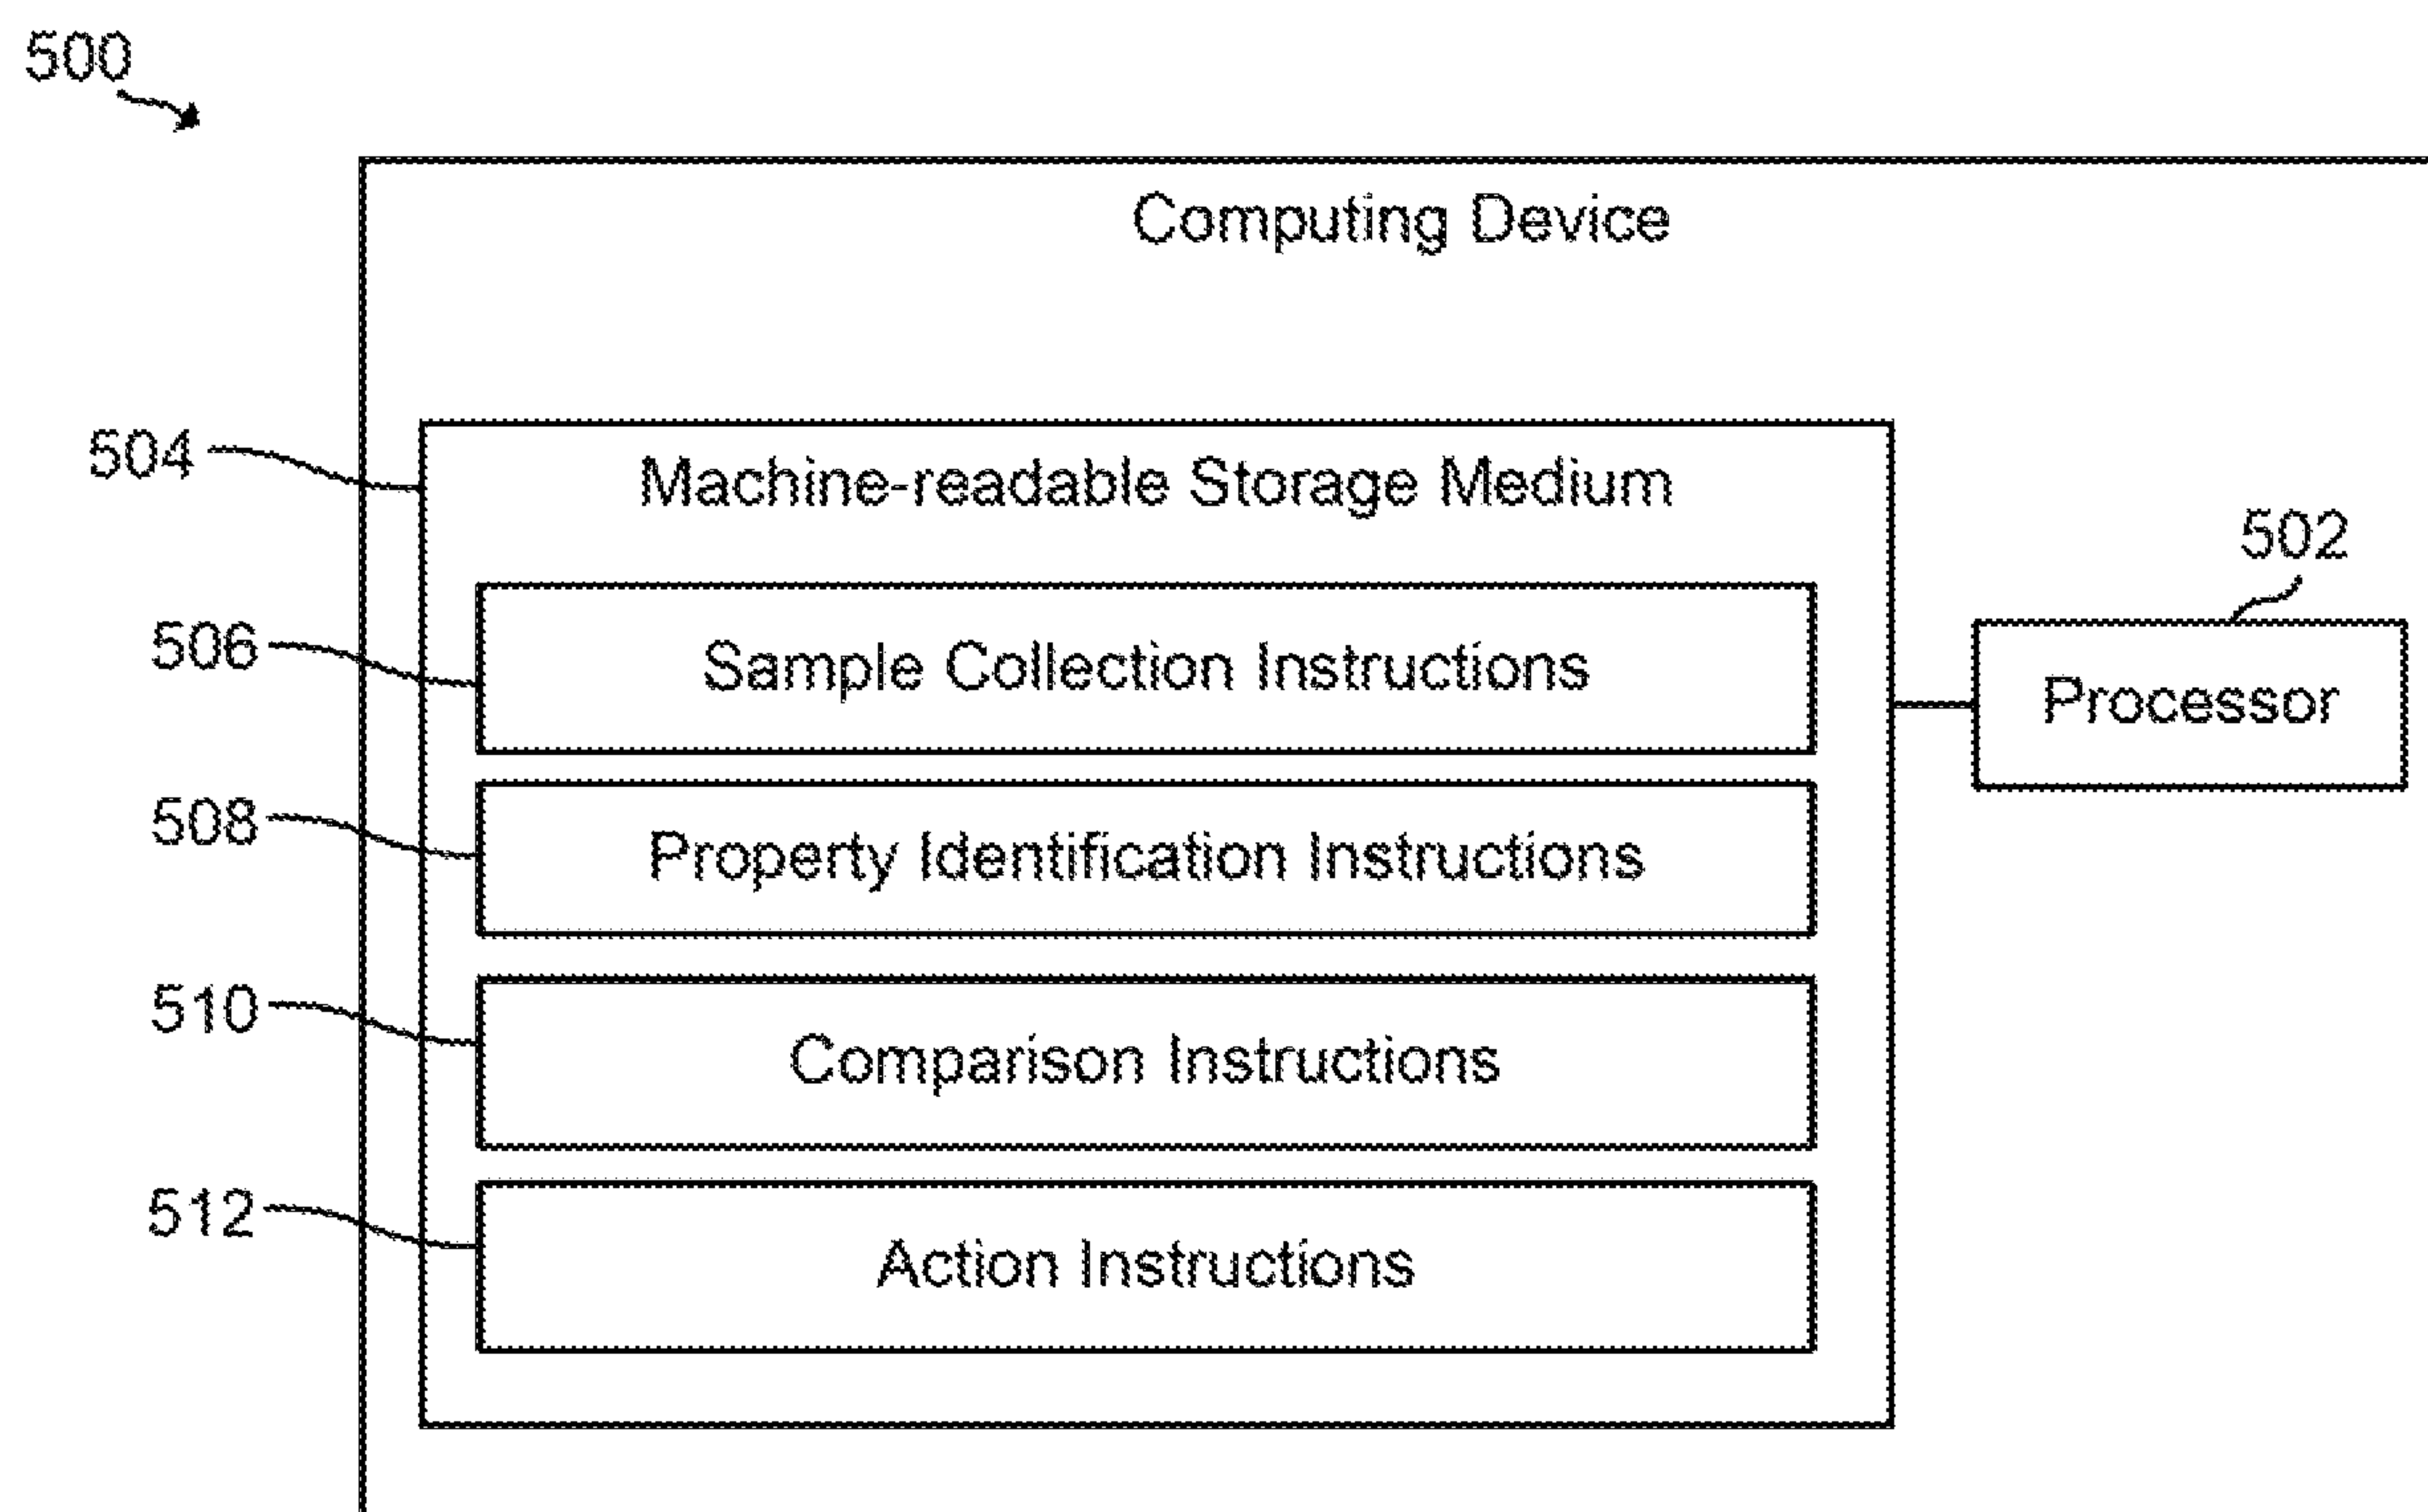 500
Computing Device
504
Machine-readable Storage Medium
502
506
Sample Collection Instructions
Processor
508
Property Identification Instructions
510
Comparison Instructions
512
Action Instructions